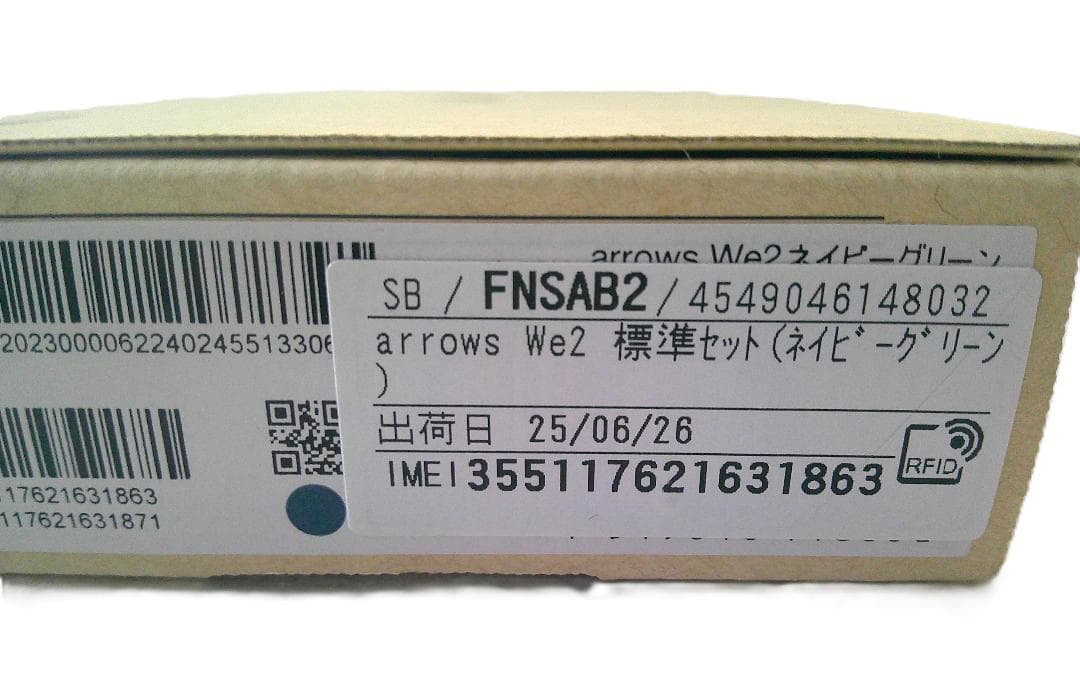 arrows We2ネイビーグリーン
SB / FNSAB2 / 4549046148032
2023000062240245513306
arrows We2 標準セット(ネイビーグリーン
)
出荷日 25/06/26
RFID
IMEI 355117621631863
17621631863
117621631871